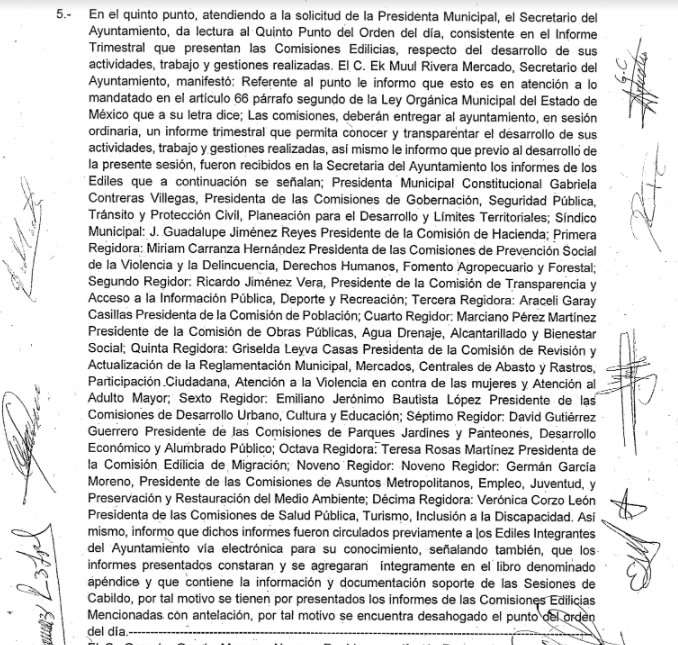 5.- En el quinto punto, atendiendo a la solicitud de la Presidenta Municipal, el Secretario del
Ayuntamiento, da lectura al Quinto Punto del Orden del día, consistente en el Informe
Trimestral que presentan las Comisiones Edilicias, respecto del desarrollo de sus
actividades, trabajo y gestiones realizadas. El C. Ek Muul Rivera Mercado, Secretario del
Ayuntamiento, manifestó: Referente al punto le informo que esto es en atención a lo
mandatado en el artículo 66 párrafo segundo de la Ley Orgánica Municipal del Estado de
México que a su letra dice; Las comisiones, deberán entregar al ayuntamiento, en sesión
ordinaria, un informe trimestral que permita conocer y transparentar el desarrollo de sus
actividades, trabajo y gestiones realizadas, así mismo le informo que previo al desarrollo de
la presente sesión, fueron recibidos en la Secretaria del Ayuntamiento los informes de los
Ediles que a continuación se señalan; Presidenta Municipal Constitucional Gabriela
Contreras Villegas, Presidenta de las Comisiones de Gobernación, Seguridad Pública,
Tránsito y Protección Civil, Planeación para el Desarrollo y Límites Territoriales; Síndico
Municipal: J. Guadalupe Jiménez Reyes Presidente de la Comisión de Hacienda; Primera
Regidora: Miriam Carranza Hernández Presidenta de las Comisiones de Prevención Social
de la Violencia y la Delincuencia, Derechos Humanos, Fomento Agropecuario y Forestal;
Segundo Regidor: Ricardo Jiménez Vera, Presidente de la Comisión de Transparencia y
Acceso a la Información Pública, Deporte y Recreación; Tercera Regidora: Araceli Garay
Casillas Presidenta de la Comisión de Población; Cuarto Regidor: Marciano Pérez Martínez
Presidente de la Comisión de Obras Públicas, Agua Drenaje, Alcantarillado y Bienestar
Social; Quinta Regidora: Griselda Leyva Casas Presidenta de la Comisión de Revisión y
Actualización de la Reglamentación Municipal, Mercados, Centrales de Abasto y Rastros,
Participación Ciudadana, Atención a la Violencia en contra de las mujeres y Atención al
Adulto Mayor; Sexto Regidor: Emiliano Jerónimo Bautista López Presidente de las
Comisiones de Desarrollo Urbano, Cultura y Educación; Séptimo Regidor: David Gutiérrez
Guerrero Presidente de las Comisiones de Parques Jardines y Panteones, Desarrollo
Económico y Alumbrado Público; Octava Regidora: Teresa Rosas Martínez Presidenta de
la Comisión Edilicia de Migración; Noveno Regidor: Noveno Regidor: Germán García
Moreno, Presidente de las Comisiones de Asuntos Metropolitanos, Empleo, Juventud, y
Preservación y Restauración del Medio Ambiente; Décima Regidora: Verónica Corzo León
Presidenta de las Comisiones de Salud Pública, Turismo, Inclusión a la Discapacidad. Así
mismo, informo que dichos informes fueron circulados previamente a los Ediles Integrantes
del Ayuntamiento vía electrónica para su conocimiento, señalando también, que los
informes presentados constaran y se agregaran íntegramente en el libro denominado
apéndice y que contiene la información y documentación soporte de las Sesiones de
Cabildo, por tal motivo se tienen por presentados los informes de las Comisiones Edilicias
Mencionadas con antelación, por tal motivo se encuentra desahogado el punto del orden
del día.